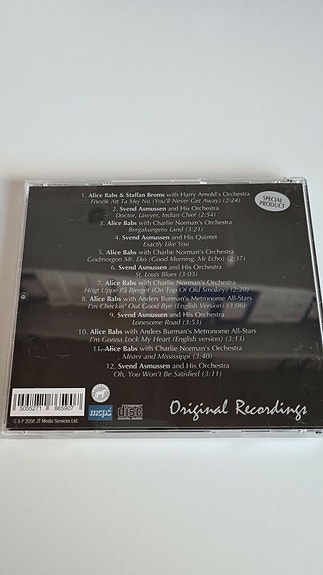 1. Alice Babs & Staffan Broms with Harry Arnold's Orchestra
Försök Att Ta Mej Nu (You'll Never Get Away) (2:24)
2. Svend Asmussen and His Orchestra
Doctor, Lawyer, Indian Chief (2:54)
3. Alice Babs with Charlie Norman's Orchestra
Bergakungens Land (3:21)
4. Svend Asmussen and His Quintet
Exactly Like You
5. Alice Babs with Charlie Norman's Orchestra
Godmorgon Mr. Eko (Good Morning, Mr Echo) (2:37)
6. Svend Asmussen and His Orchestra
St. Louis Blues (3:03)
7. Alice Babs with Charlie Norman's Orchestra
Högt Uppe På Berget (On Top Of Old Smokey) (2:20)
8. Alice Babs with Anders Burman's Metronome All-Stars
I'm Checkin' Out Good Bye (English Version) (3:06)
9. Svend Asmussen and His Orchestra
Lonesome Road (3:53)
10. Alice Babs with Anders Burman's Metronome All-Stars
I'm Gonna Lock My Heart (English version) (3:13)
11. Alice Babs with Charlie Norman's Orchestra
Mister and Mississippi (3:40)
12. Svend Asmussen and His Orchestra
Oh, You Won't Be Satisfied (3:11)
SPECIAL
PRODUCT
5 055271 865907
mcps
COMPACT
disc
DIGITAL AUDIO
Original Recordings
© & ℗ 2006 JT Media Services Ltd.